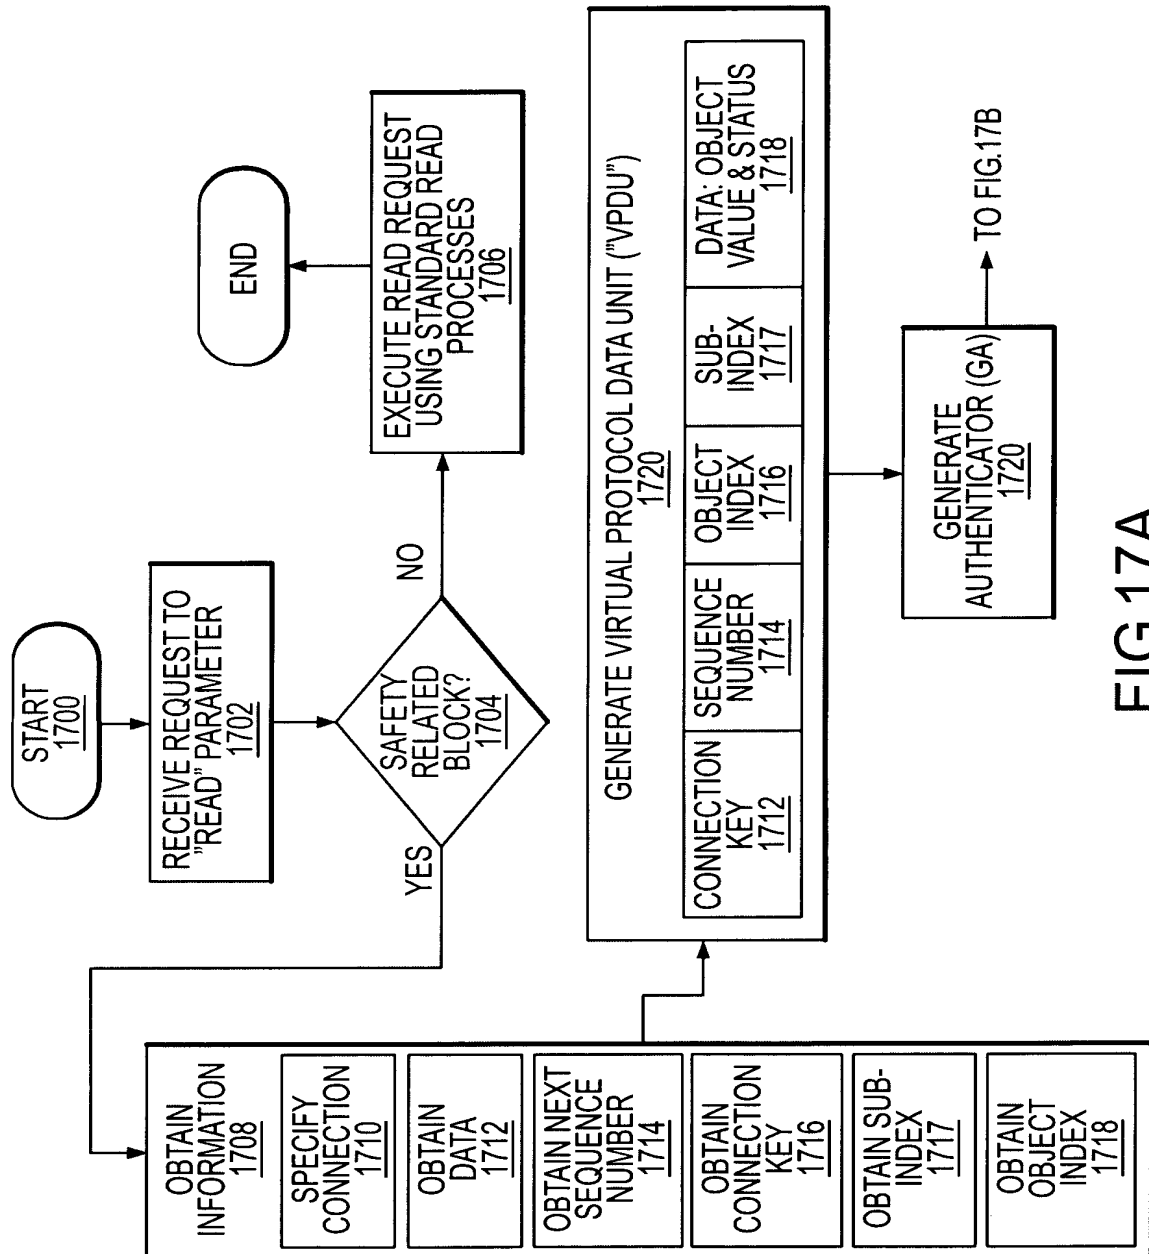 START
1700
RECEIVE REQUEST TO
"READ" PARAMETER
1702
SAFETY
RELATED
BLOCK?
1704
YES
NO
EXECUTE READ REQUEST
USING STANDARD READ
PROCESSES
1706
END
OBTAIN
INFORMATION
1708
SPECIFY
CONNECTION
1710
OBTAIN
DATA
1712
OBTAIN NEXT
SEQUENCE
NUMBER
1714
OBTAIN
CONNECTION
KEY
1716
OBTAIN SUB-
INDEX
1717
OBTAIN
OBJECT
INDEX
1718
GENERATE VIRTUAL PROTOCOL DATA UNIT ("VPDU")
1720
CONNECTION
KEY
1712
SEQUENCE
NUMBER
1714
OBJECT
INDEX
1716
SUB-
INDEX
1717
DATA: OBJECT
VALUE & STATUS
1718
GENERATE
AUTHENTICATOR (GA)
1720
TO FIG.17B
FIG.17A